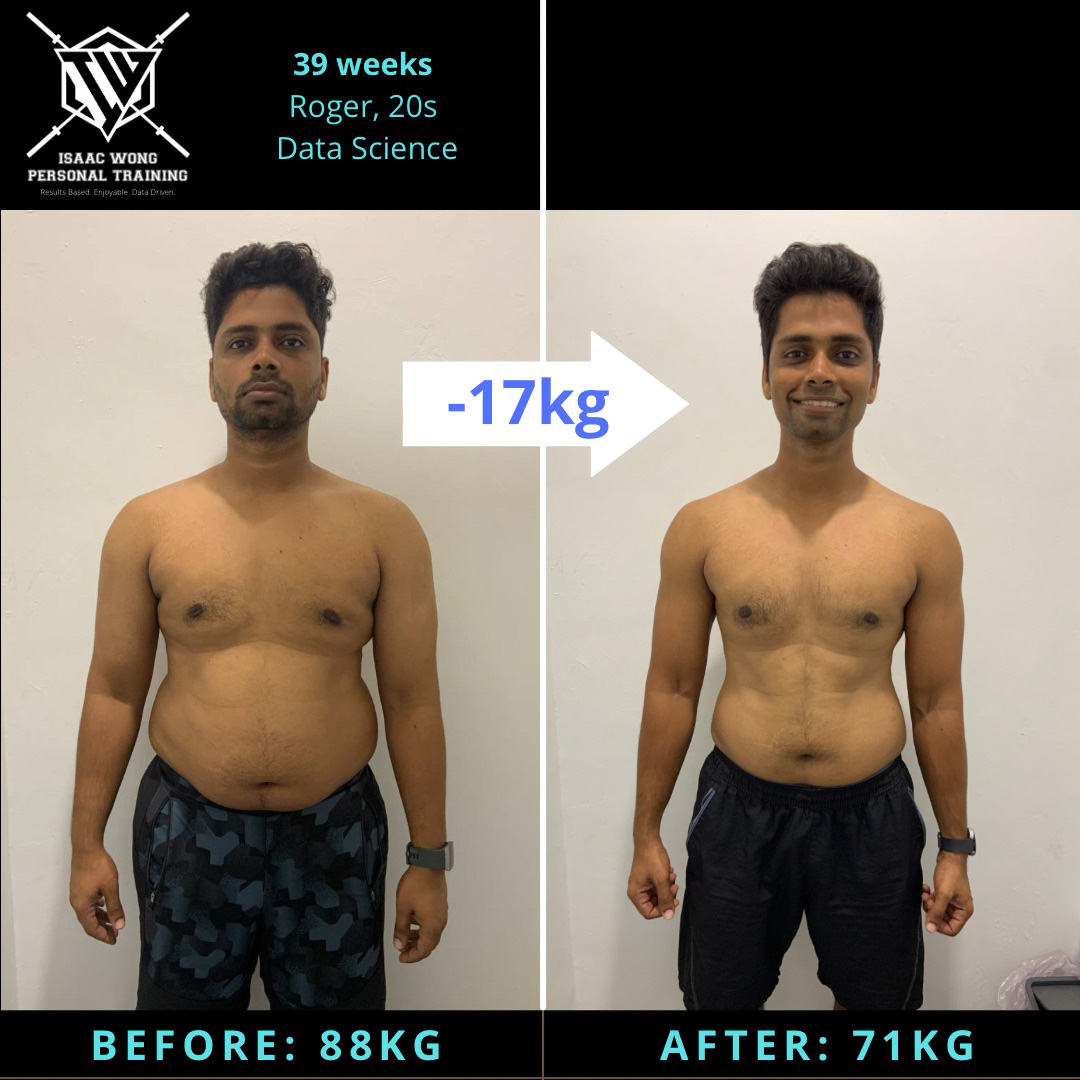 ISAAC WONG
PERSONAL TRAINING
Results Based. Enjoyable. Data Driven.
39 weeks
Roger, 20s
Data Science
-17kg
BEFORE: 88KG
AFTER: 71KG